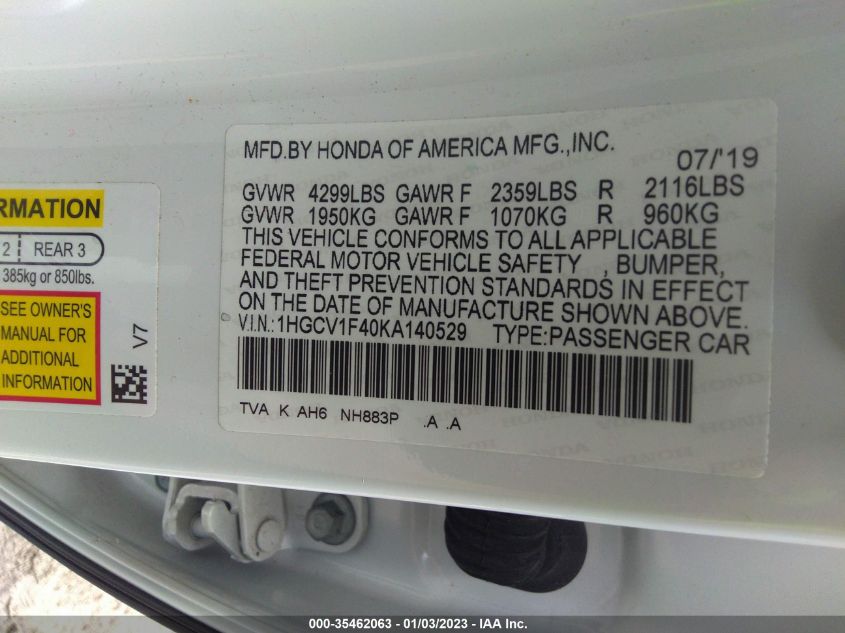 MFD.BY HONDA OF AMERICA MFG.,INC.
07/'19
GVWR 4299LBS GAWR F 2359LBS R 2116LBS
GVWR 1950KG GAWR F 1070KG R 960KG
THIS VEHICLE CONFORMS TO ALL APPLICABLE
FEDERAL MOTOR VEHICLE SAFETY , BUMPER,
AND THEFT PREVENTION STANDARDS IN EFFECT
ON THE DATE OF MANUFACTURE SHOWN ABOVE.
V.I.N.:1HGCV1F40KA140529 TYPE:PASSENGER CAR
TVA K AH6 NH883P .A .A
RMATION
2 REAR 3
385kg or 850lbs.
SEE OWNER'S
MANUAL FOR
ADDITIONAL
INFORMATION
V7
000-35462063 - 01/03/2023 - IAA Inc.